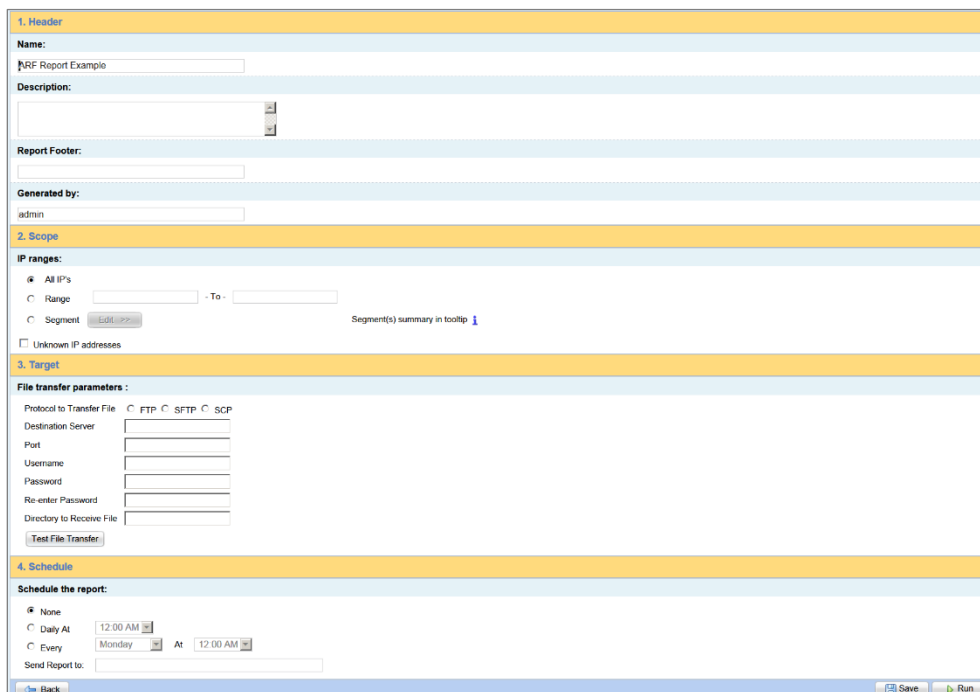 1. Header
Name:
ARF Report Example
Description:
Report Footer:
Generated by:
admin
2. Scope
IP ranges:
All IP's
Range - To -
Segment Edit >> Segment(s) summary in tooltip i
Unknown IP addresses
3. Target
File transfer parameters :
Protocol to Transfer File FTP SFTP SCP
Destination Server
Port
Username
Password
Re-enter Password
Directory to Receive File
Test File Transfer
4. Schedule
Schedule the report:
None
Daily At 12:00 AM
Every Monday At 12:00 AM
Send Report to:
Back Save Run